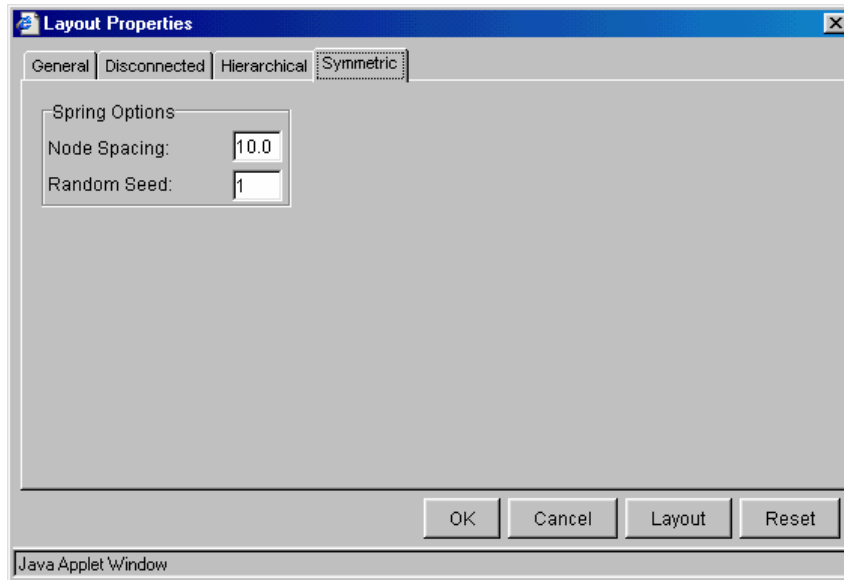 Layout Properties
General Disconnected Hierarchical Symmetric
Spring Options
Node Spacing: 10.0
Random Seed: 1
OK Cancel Layout Reset
Java Applet Window